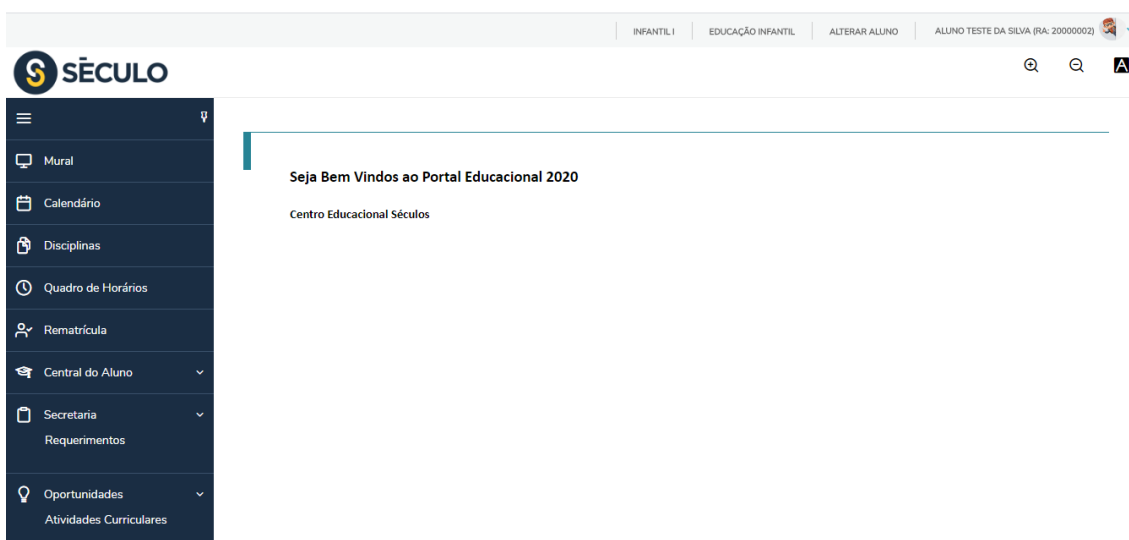 INFANTIL I EDUCAÇÃO INFANTIL ALTERAR ALUNO ALUNO TESTE DA SILVA (RA: 20000002)
S SĒCULO
A
Mural
Calendário
Disciplinas
Quadro de Horários
Rematrícula
Central do Aluno
Secretaria
Requerimentos
Oportunidades
Atividades Curriculares
Seja Bem Vindos ao Portal Educacional 2020
Centro Educacional Séculos